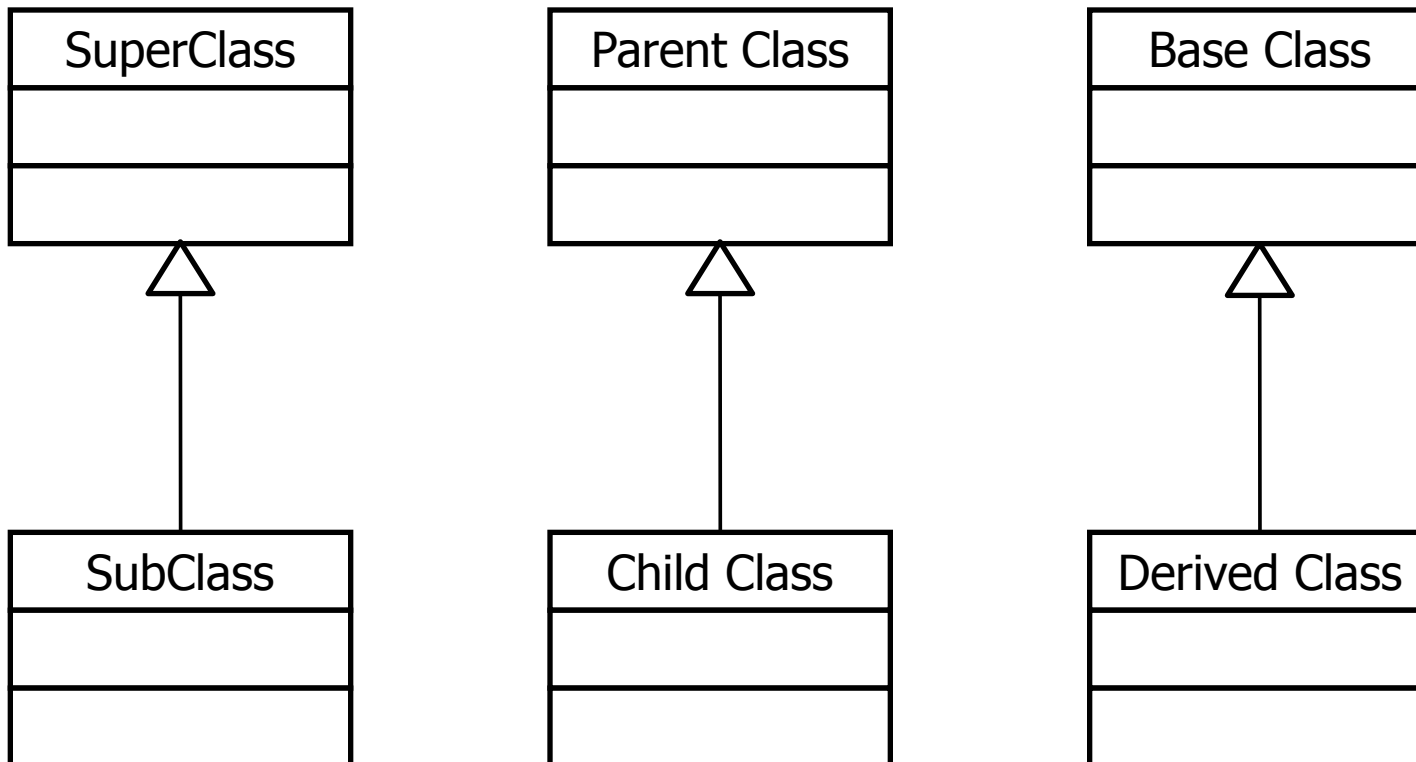 SuperClass
Parent Class
Base Class
SubClass
Child Class
Derived Class